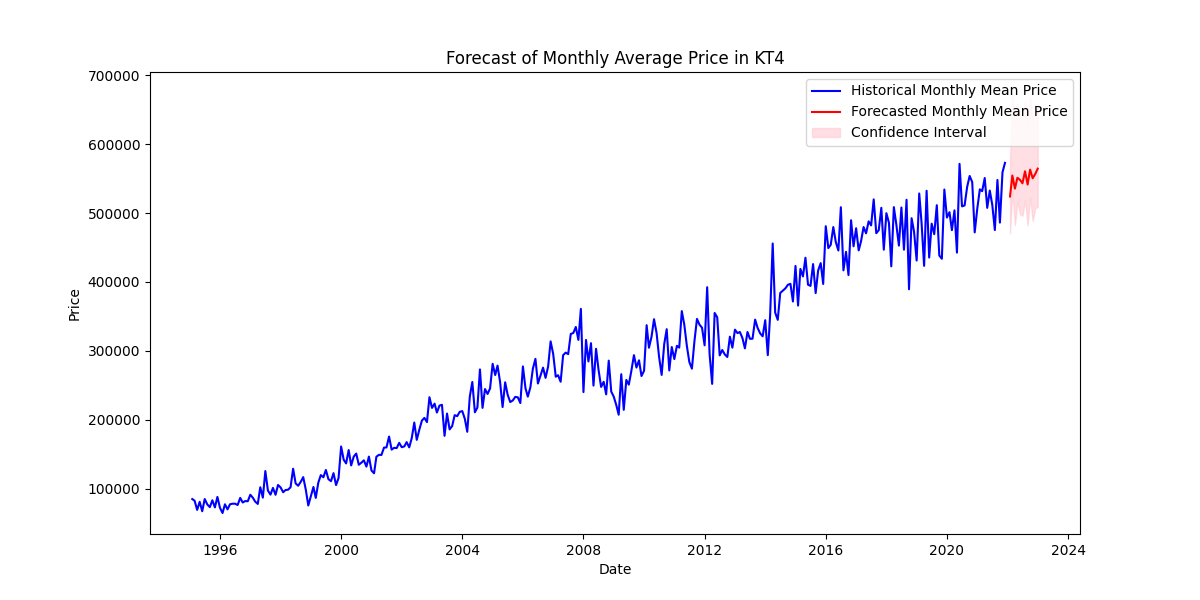 Forecast of Monthly Average Price in KT4
700000
600000
500000
400000
300000
200000
100000
Price
Historical Monthly Mean Price
Forecasted Monthly Mean Price
Confidence Interval
1996
2000
2004
2008
2012
2016
2020
2024
Date